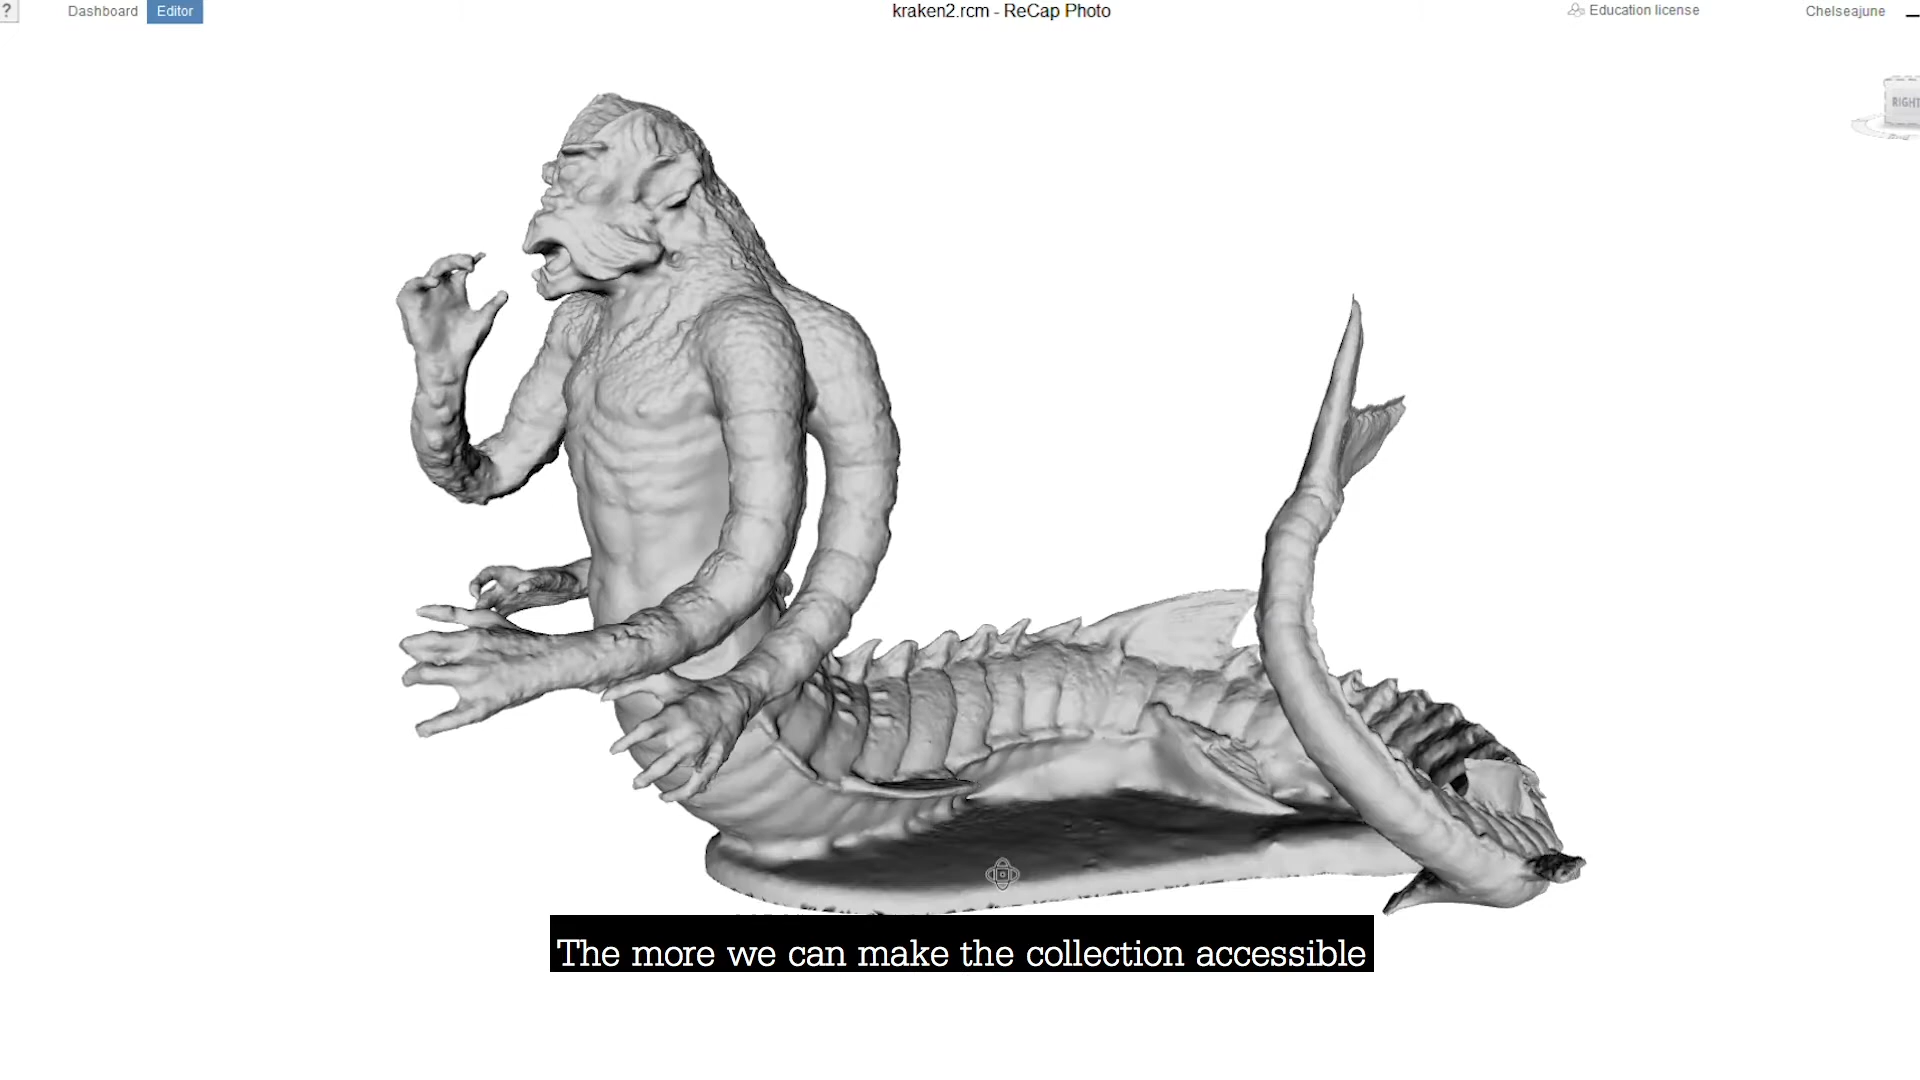 ?
Dashboard
Editor
kraken2.rcm - ReCap Photo
Education license
Chelseajune
RIGHT
The more we can make the collection accessible